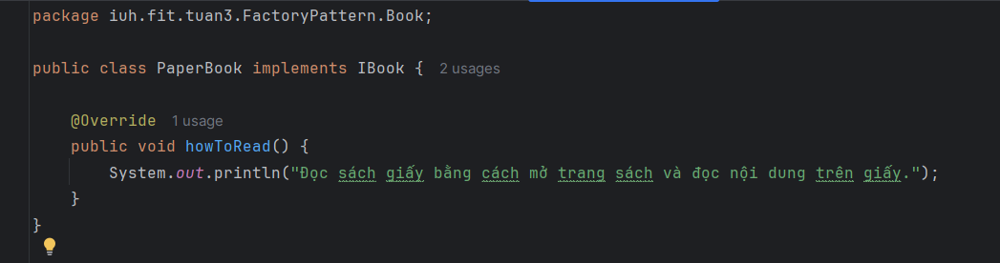 package iuh.fit.tuan3.FactoryPattern.Book;
public class PaperBook implements IBook { 2 usages
@Override 1 usage
public void howToRead() {
System.out.println("Đọc sách giấy bằng cách mở trang sách và đọc nội dung trên giấy.");
}
}